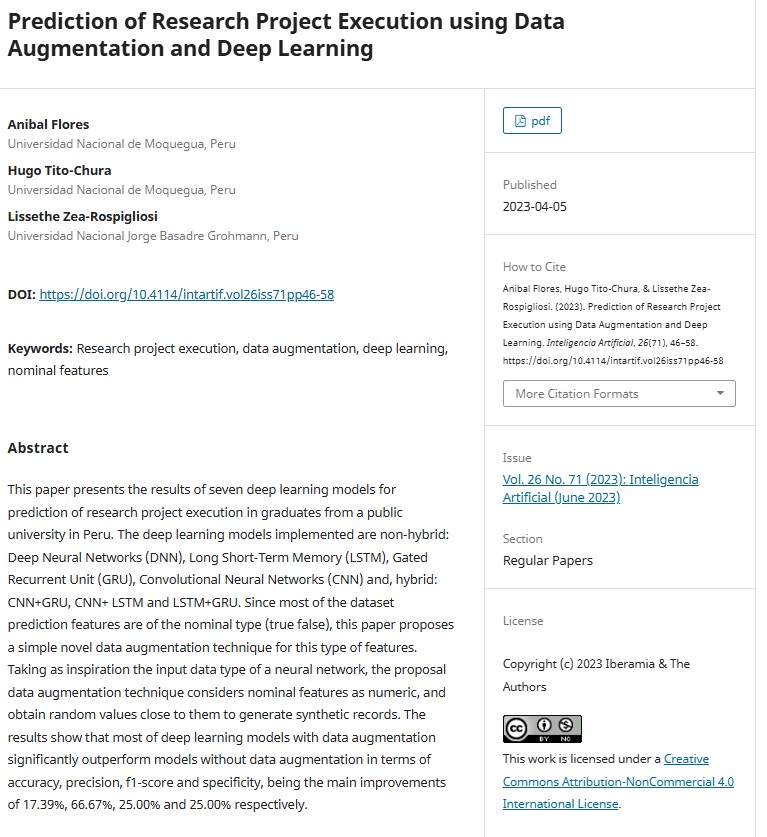 Prediction of Research Project Execution using Data
Augmentation and Deep Learning
Anibal Flores
Universidad Nacional de Moquegua, Peru
Hugo Tito-Chura
Universidad Nacional de Moquegua, Peru
Lissethe Zea-Rospigliosi
Universidad Nacional Jorge Basadre Grohmann, Peru
DOI: https://doi.org/10.4114/intartif.vol26iss71pp46-58
Keywords: Research project execution, data augmentation, deep learning,
nominal features
Abstract
This paper presents the results of seven deep learning models for
prediction of research project execution in graduates from a public
university in Peru. The deep learning models implemented are non-hybrid:
Deep Neural Networks (DNN), Long Short-Term Memory (LSTM), Gated
Recurrent Unit (GRU), Convolutional Neural Networks (CNN) and, hybrid:
CNN+GRU, CNN+ LSTM and LSTM+GRU. Since most of the dataset
prediction features are of the nominal type (true false), this paper proposes
a simple novel data augmentation technique for this type of features.
Taking as inspiration the input data type of a neural network, the proposal
data augmentation technique considers nominal features as numeric, and
obtain random values close to them to generate synthetic records. The
results show that most of deep learning models with data augmentation
significantly outperform models without data augmentation in terms of
accuracy, precision, f1-score and specificity, being the main improvements
of 17.39%, 66.67%, 25.00% and 25.00% respectively.
pdf
Published
2023-04-05
How to Cite
Anibal Flores, Hugo Tito-Chura, & Lissethe Zea-
Rospigliosi. (2023). Prediction of Research Project
Execution using Data Augmentation and Deep
Learning. Inteligencia Artificial, 26(71), 46–58.
https://doi.org/10.4114/intartif.vol26iss71pp46-58
More Citation Formats
Issue
Vol. 26 No. 71 (2023): Inteligencia
Artificial (June 2023)
Section
Regular Papers
License
Copyright (c) 2023 Iberamia & The
Authors
cc
BY NC
This work is licensed under a Creative
Commons Attribution-NonCommercial 4.0
International License.